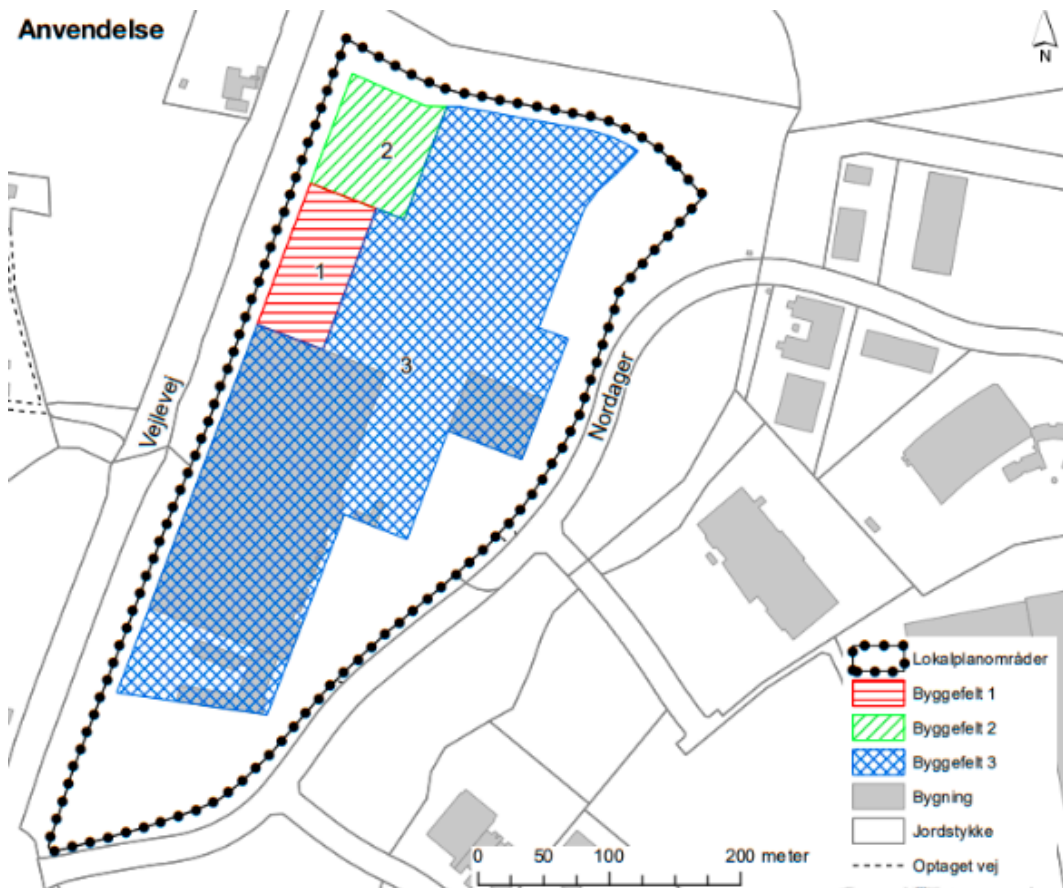 Anvendelse
N
2
1
3
Vejlevej
Nordager
Lokalplanområder
Byggefelt 1
Byggefelt 2
Byggefelt 3
Bygning
Jordstykke
Optaget vej
0 50 100 200 meter